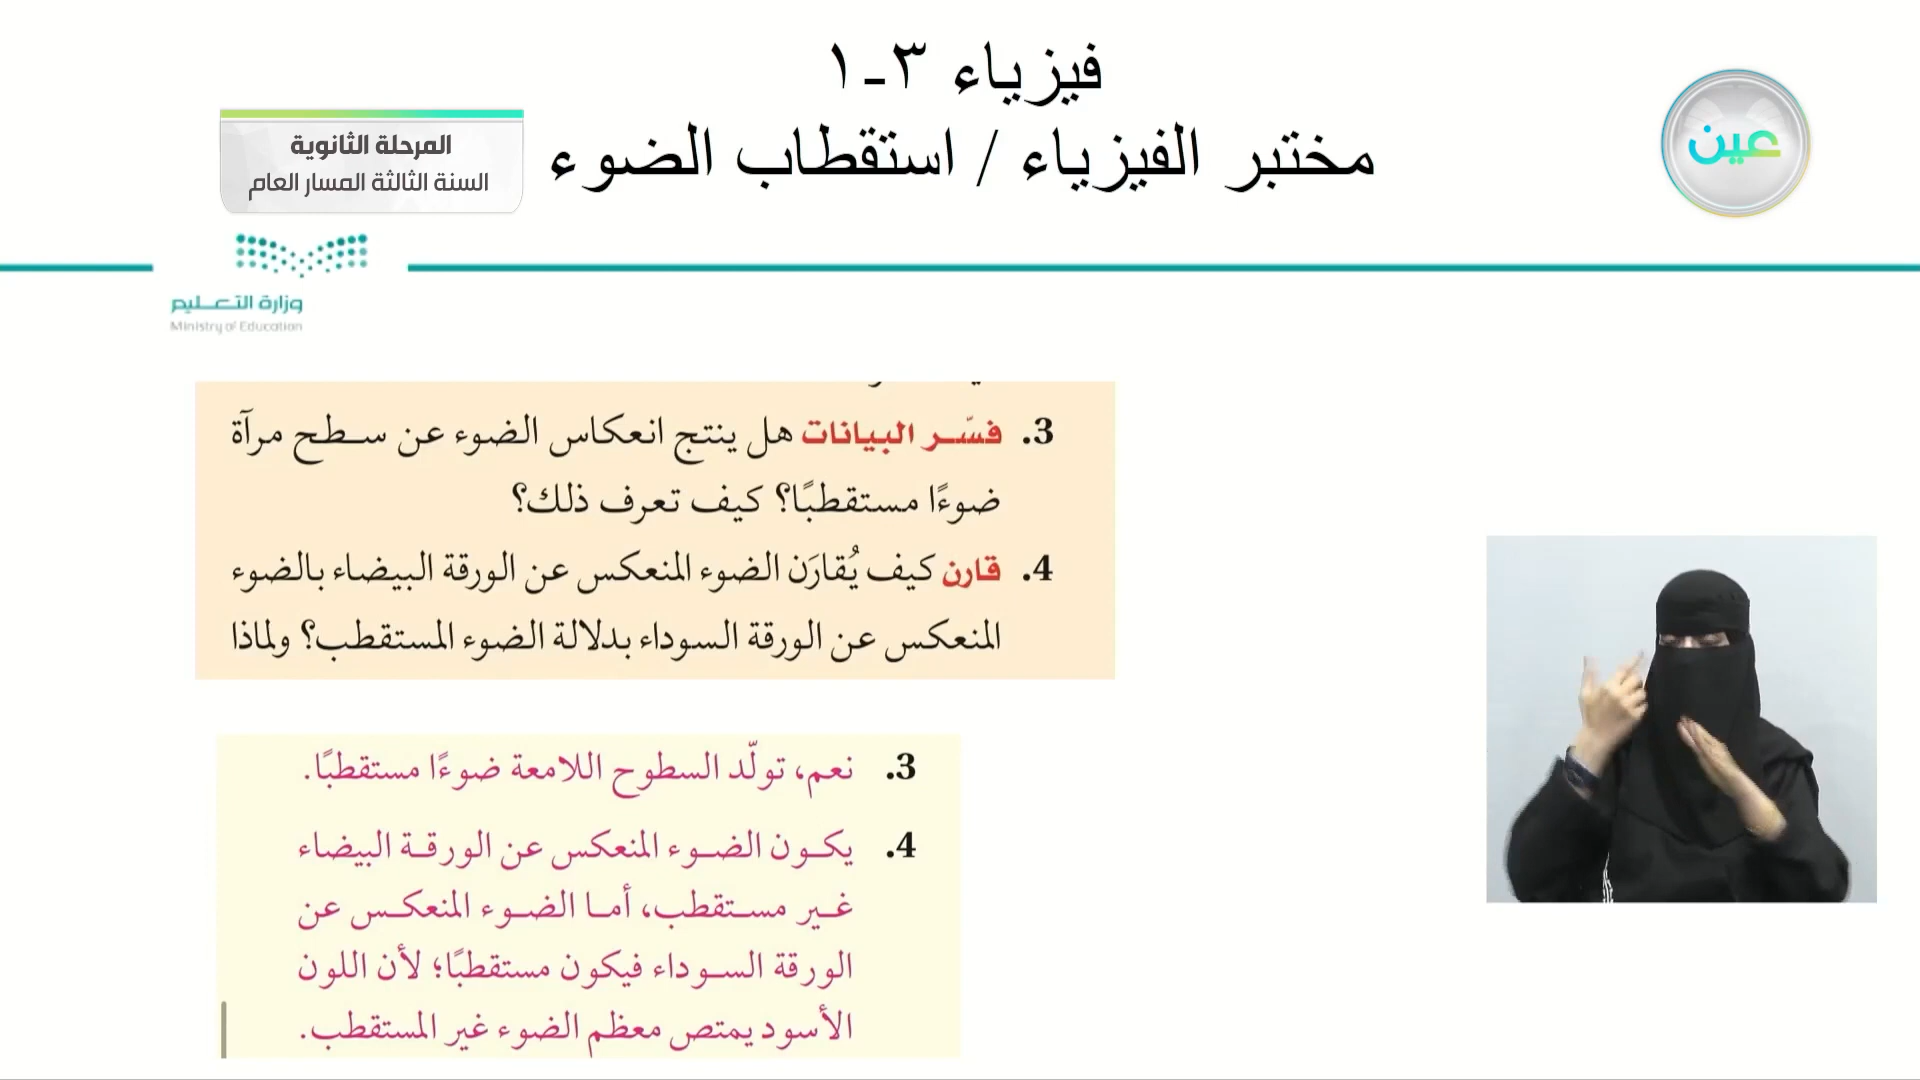 فيزياء ٣-١
مختبر الفيزياء / استقطاب الضوء
عين
المرحلة الثانوية
السنة الثالثة المسار العام
وزارة التعليم
Ministry of Education
3. فسّر البيانات هل ينتج انعكاس الضوء عن سطح مرآة
ضوءًا مستقطبًا؟ كيف تعرف ذلك؟
4. قارن كيف يُقارَن الضوء المنعكس عن الورقة البيضاء بالضوء
المنعكس عن الورقة السوداء بدلالة الضوء المستقطب؟ ولماذا
3. نعم، تولّد السطوح اللامعة ضوءًا مستقطبًا.
4. يكون الضوء المنعكس عن الورقة البيضاء
غير مستقطب، أما الضوء المنعكس عن
الورقة السوداء فيكون مستقطبًا؛ لأن اللون
الأسود يمتص معظم الضوء غير المستقطب.